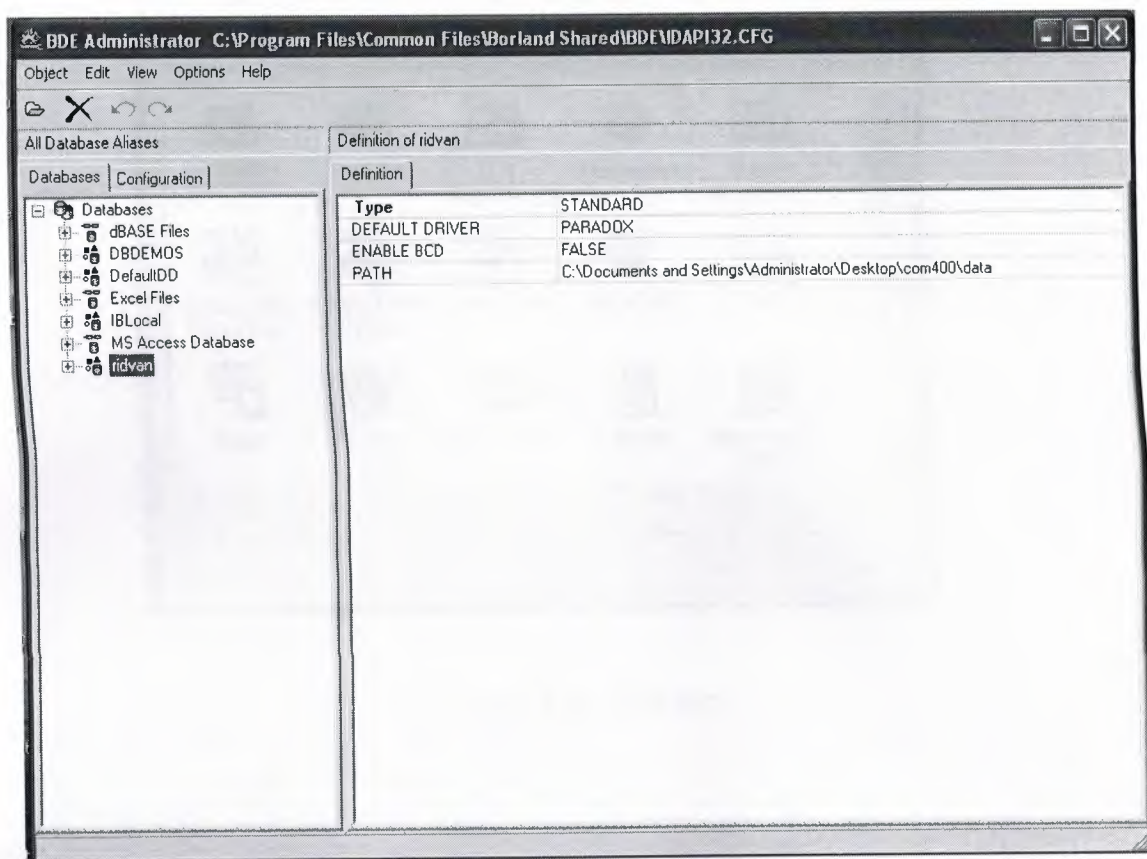 BDE Administrator C:\Program Files\Common Files\Borland Shared\BDE\IDAPI32.CFG
Object Edit View Options Help
All Database Aliases
Definition of ridvan
Databases
Configuration
Definition
Databases
dBASE Files
DBDEMOS
DefaultDD
Excel Files
IBLocal
MS Access Database
ridvan
Type STANDARD
DEFAULT DRIVER PARADOX
ENABLE BCD FALSE
PATH C:\Documents and Settings\Administrator\Desktop\com400\data